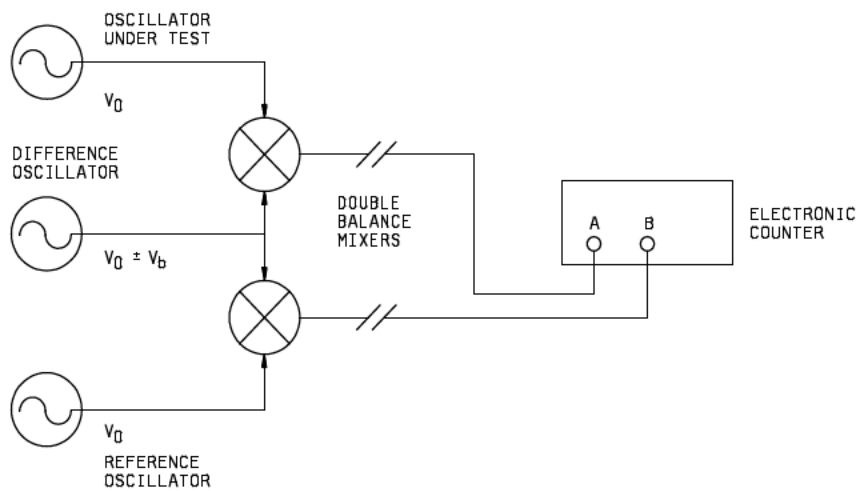 OSCILLATOR
UNDER TEST
V0
DIFFERENCE
OSCILLATOR
V0 ± Vb
DOUBLE
BALANCE
MIXERS
A B
ELECTRONIC
COUNTER
V0
REFERENCE
OSCILLATOR